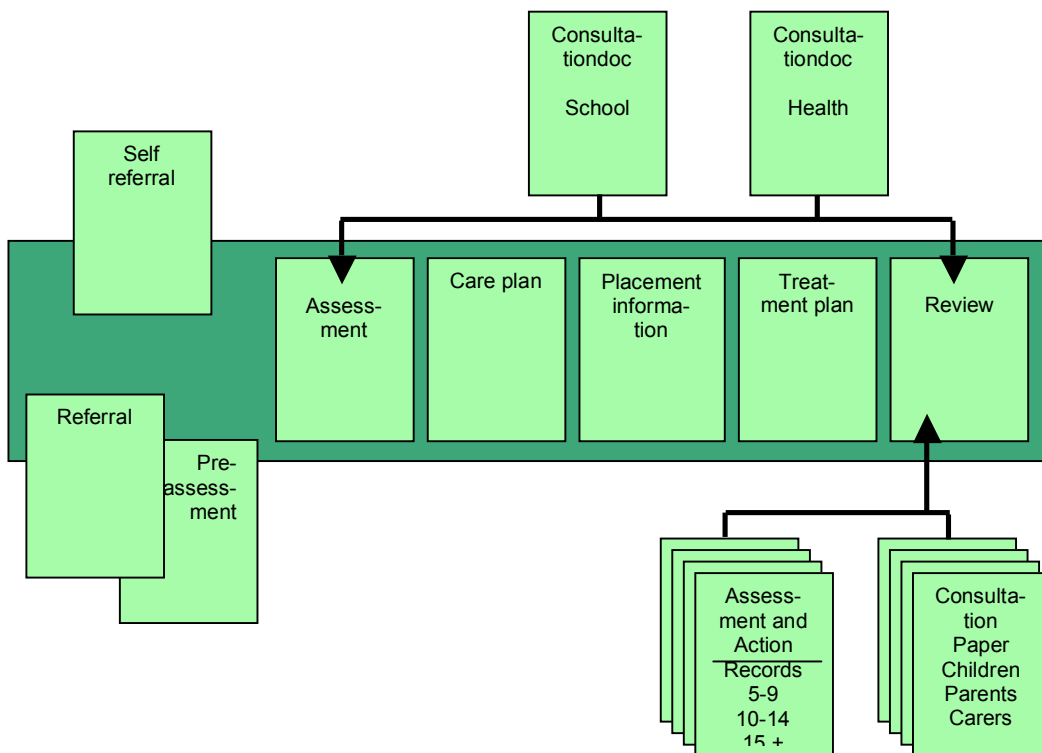 Consulta-
tiondoc
School
Consulta-
tiondoc
Health
Self
referral
Assess-
ment
Care plan
Placement
informa-
tion
Treat-
ment plan
Review
Referral
Pre-
assess-
ment
Assess-
ment and
Action
Records
5-9
10-14
15 +
Consulta-
tion
Paper
Children
Parents
Carers